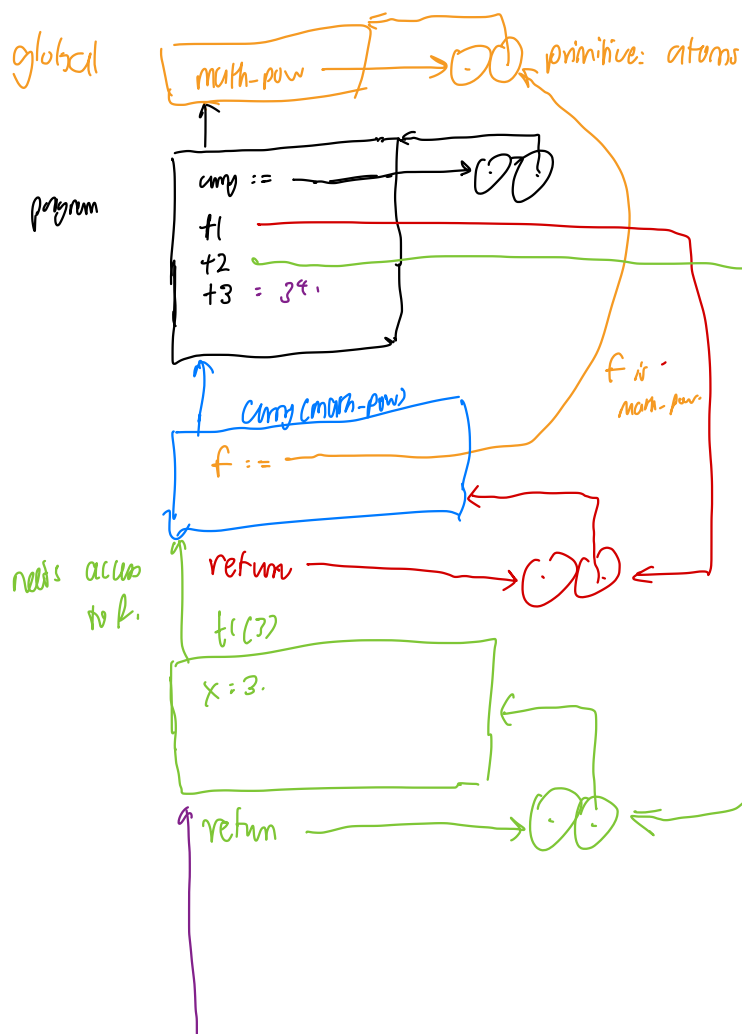 global
math_pow
primitive: atoms
program
curry :=
t1
t2
t3 = 3⁴.
f is
math_pow.
curry(math_pow)
f :=
return
needs access
to f.
t1(3)
x = 3.
return